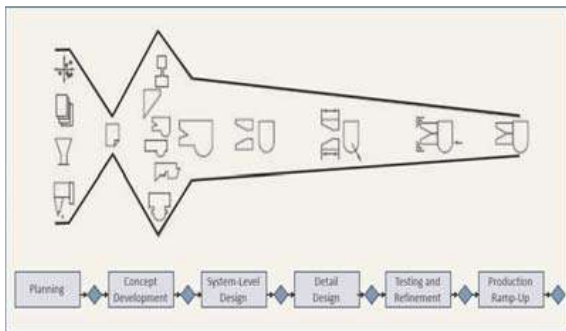 Planning
Concept
Development
System-Level
Design
Detail
Design
Testing and
Refinement
Production
Ramp-Up